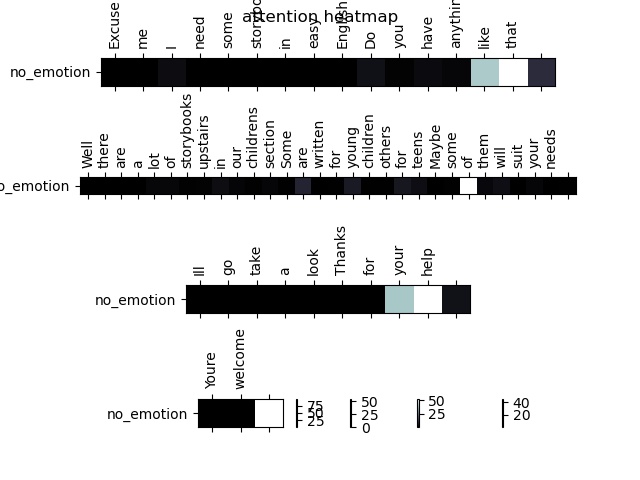 attention heatmap
Excuse me I need some in easy English Do you have like that
no_emotion
Well there are a lot of storybooks upstairs in our childrens section Some are written for young children others for teens Maybe some of them will suit your needs
o_emotion
Ill go take a look Thanks for your help
no_emotion
Youre welcome
no_emotion
75 50 25
50 25 0
50 25
40 20